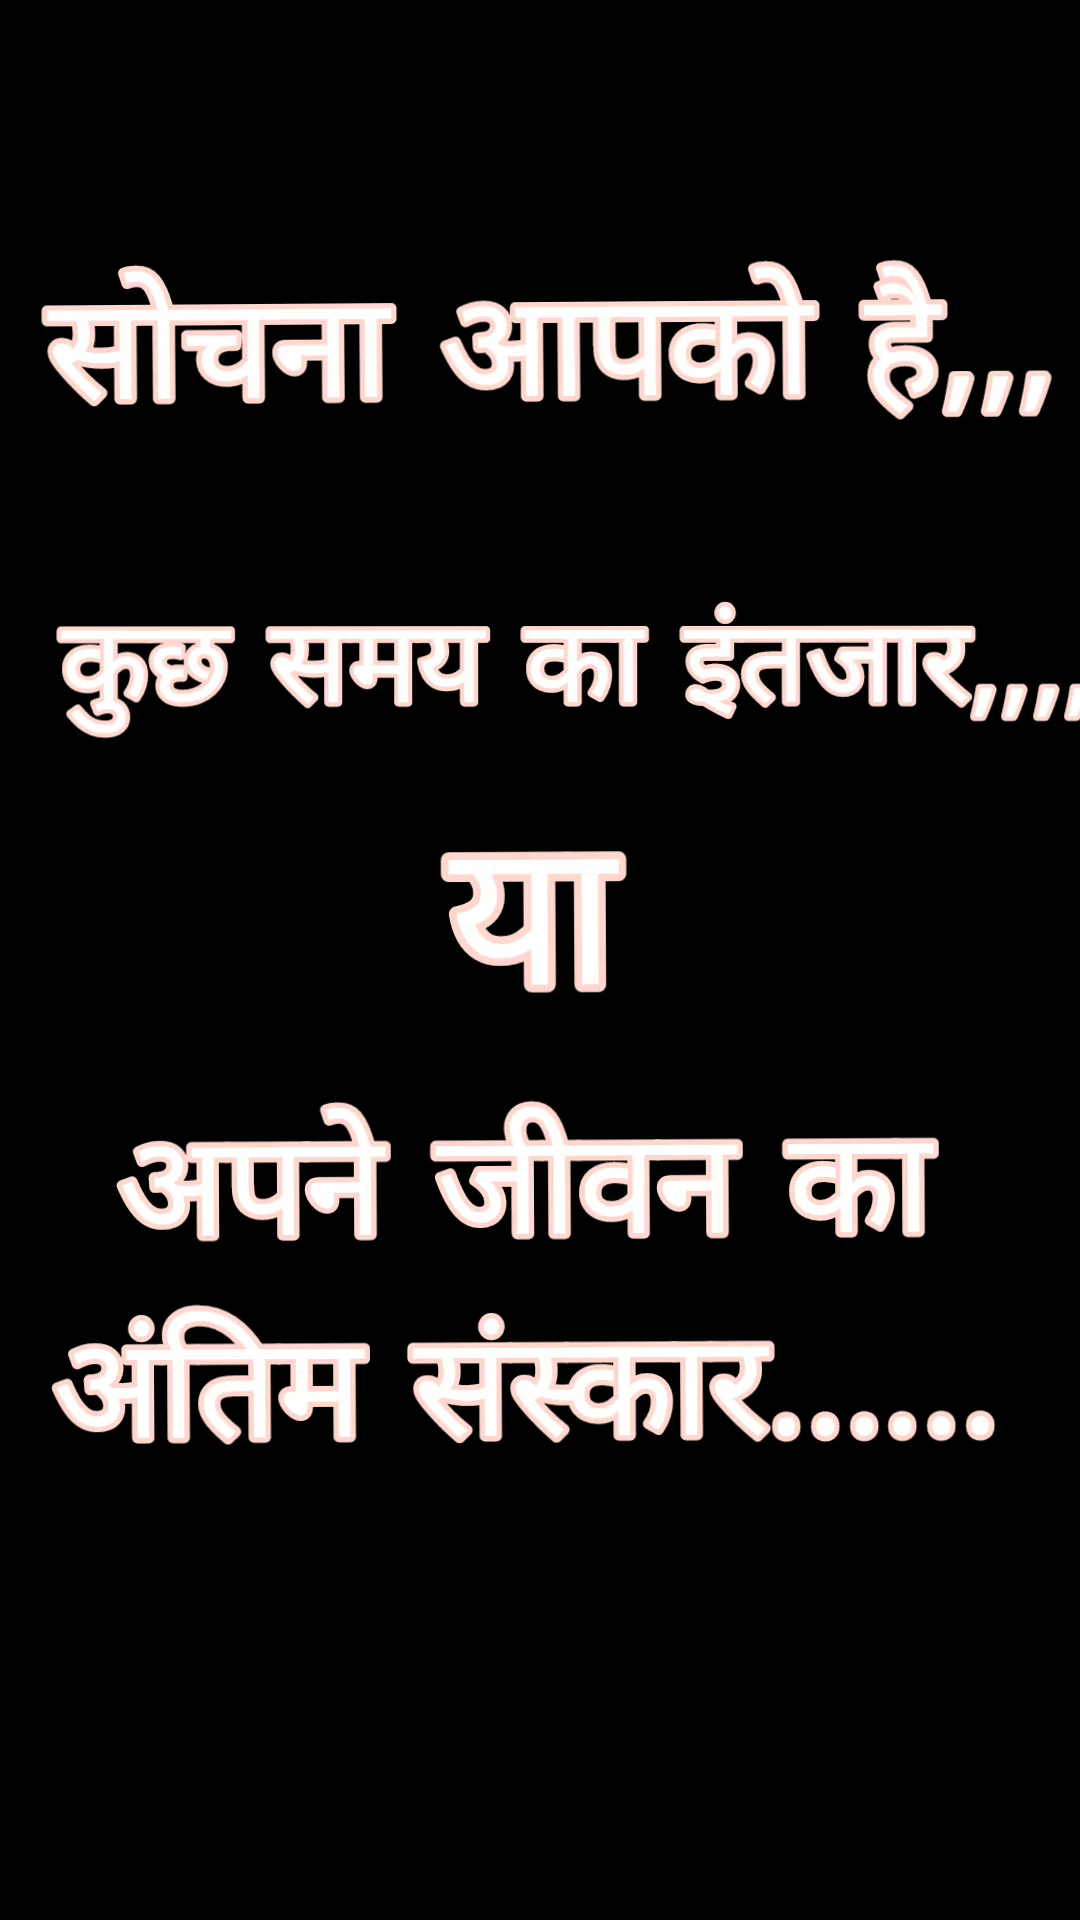 सोचना आपको है,,,
कुछ समय का इंतजार,,,,
या
अपने जीवन का
अंतिम संस्कार......